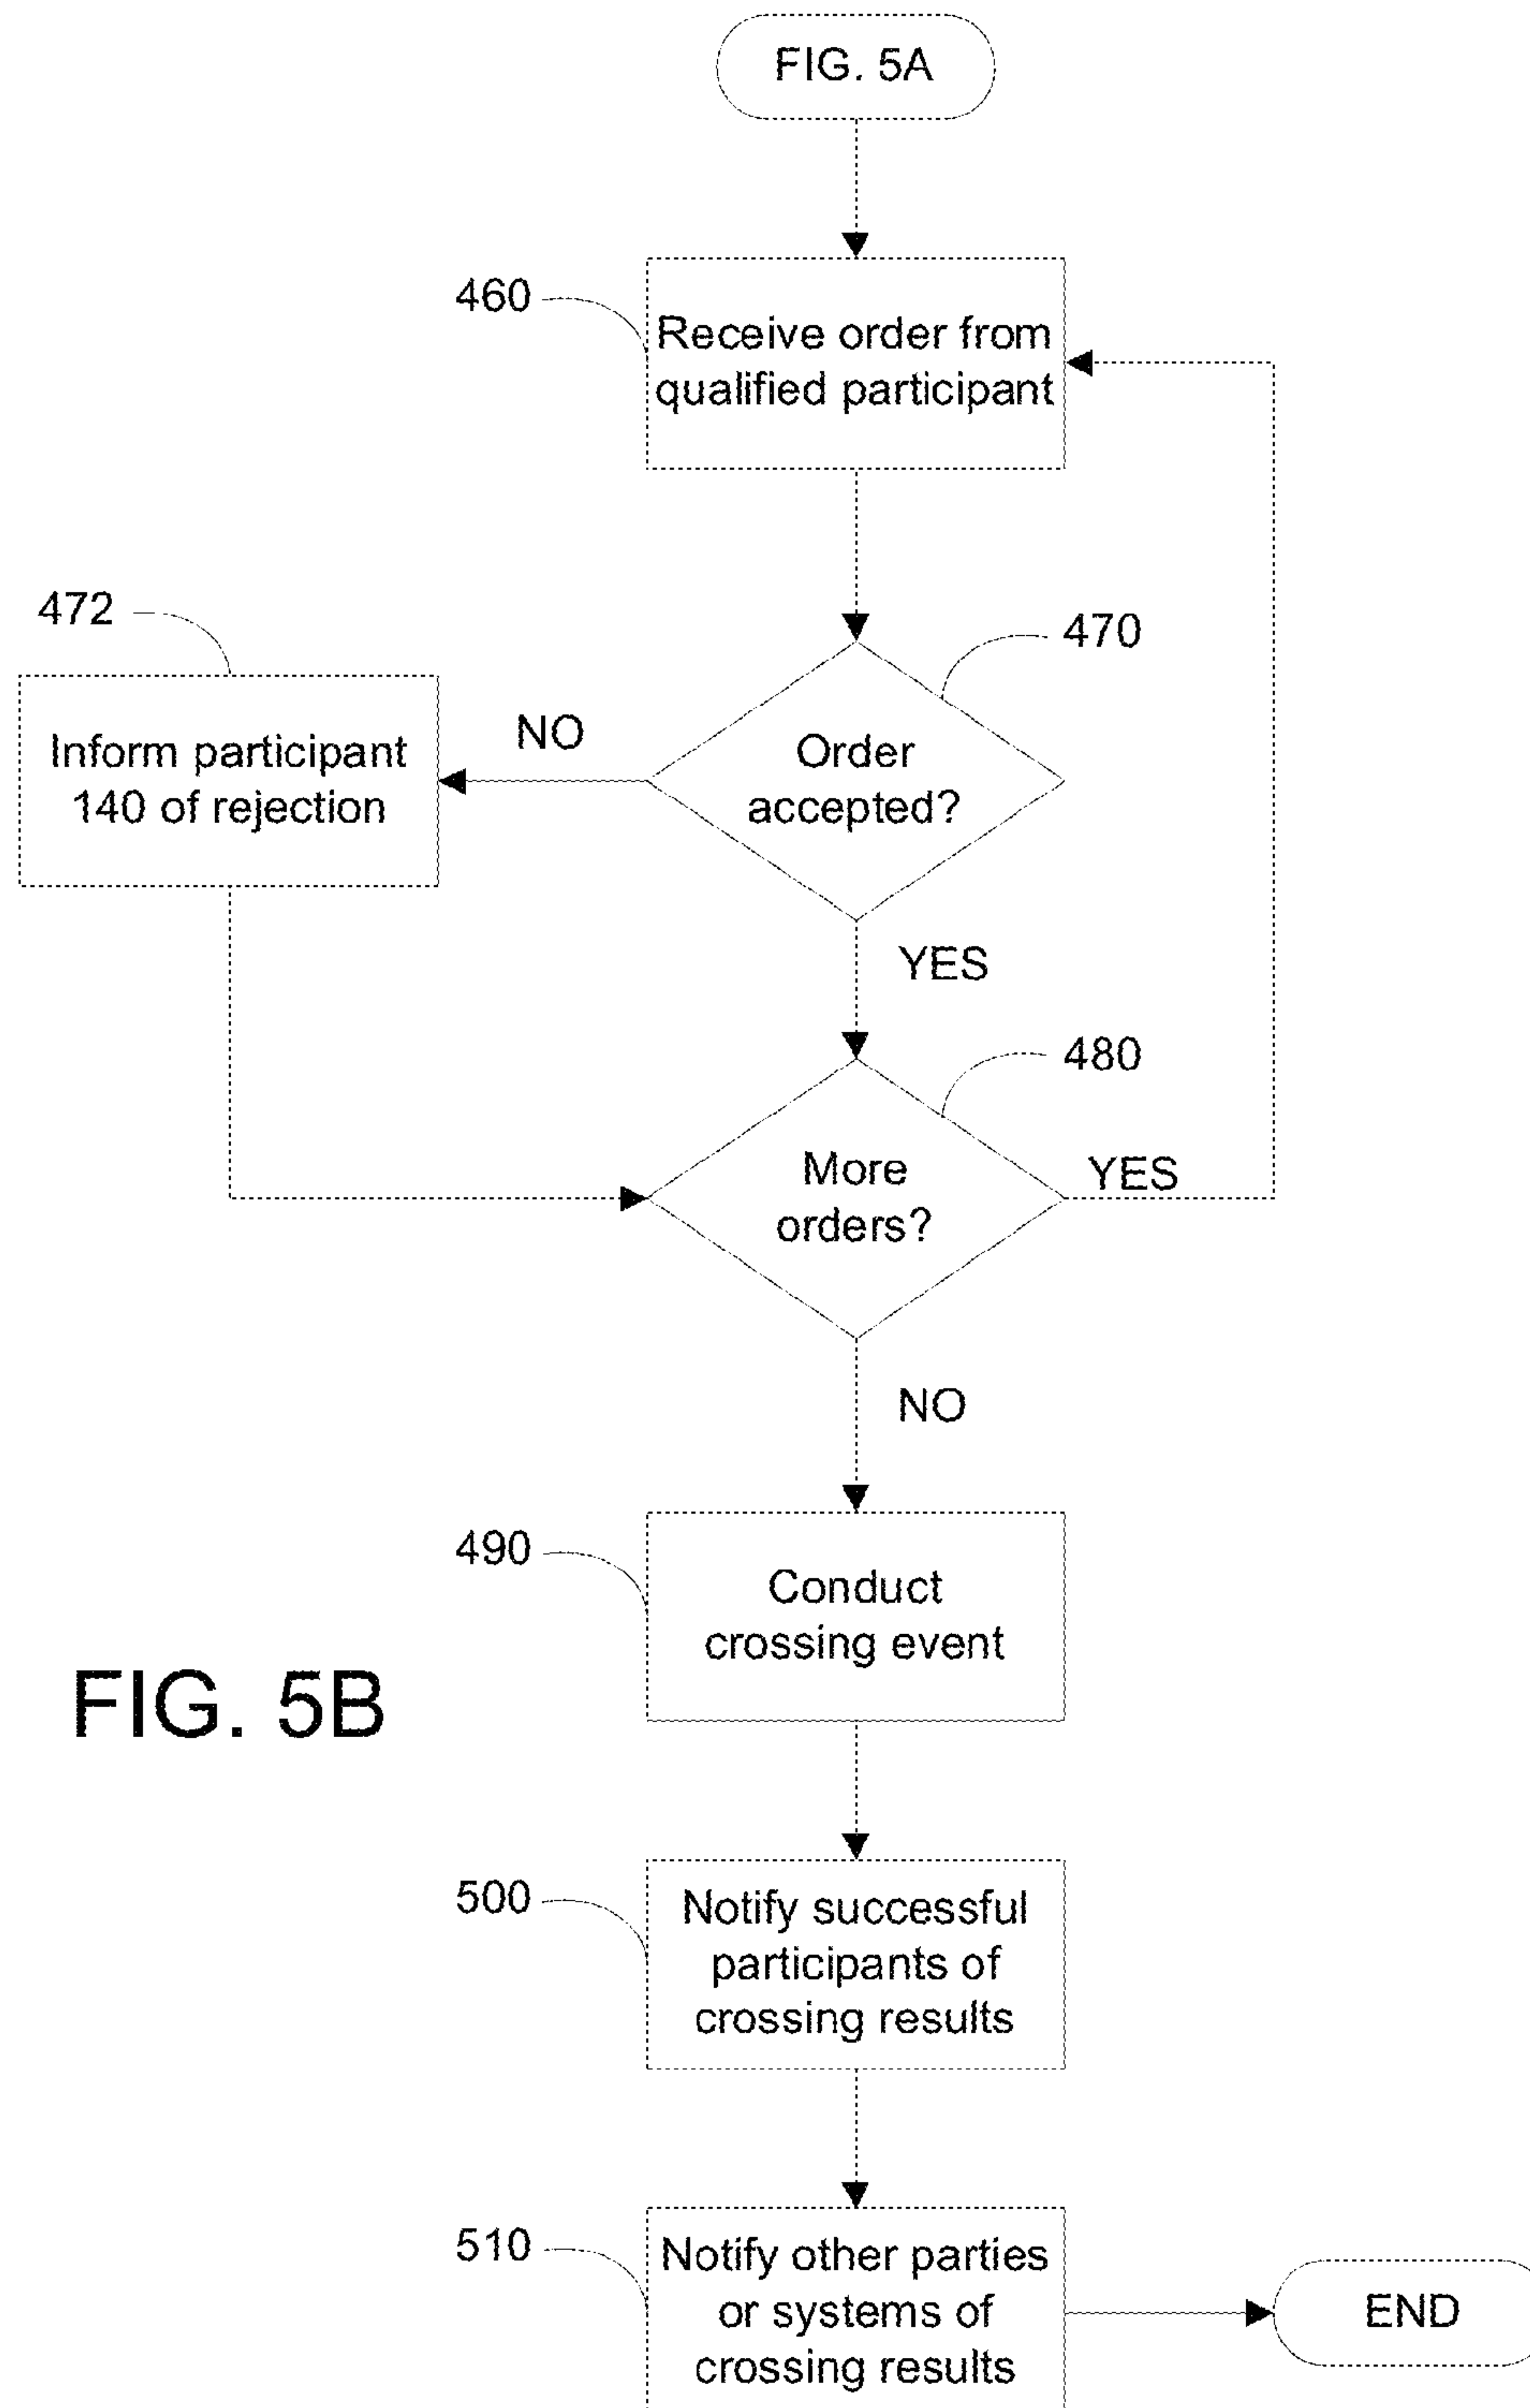 FIG. 5A
460
Receive order from
qualified participant
472
470
Inform participant
140 of rejection
NO
Order
accepted?
YES
480
More
orders?
YES
NO
490
Conduct
crossing event
FIG. 5B
500
Notify successful
participants of
crossing results
510
Notify other parties
or systems of
crossing results
END